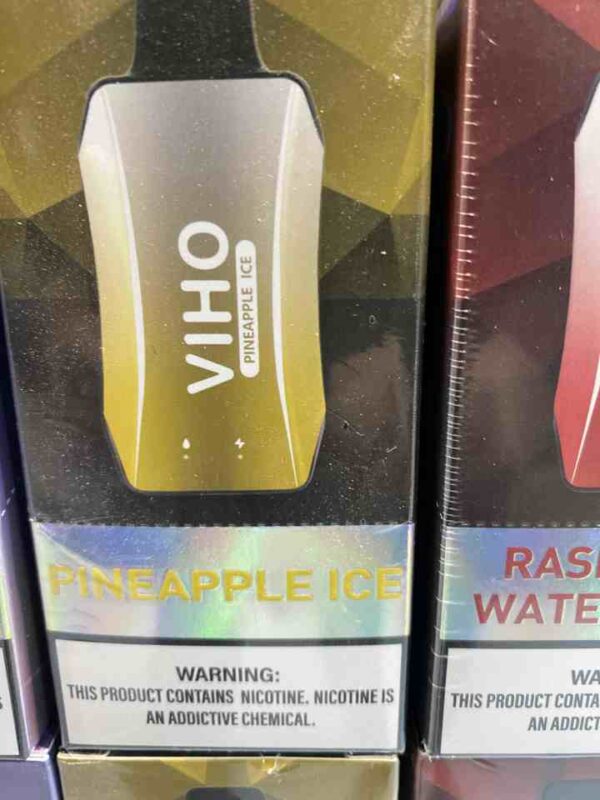 VIHO
PINEAPPLE ICE
PINEAPPLE ICE
WARNING:
THIS PRODUCT CONTAINS NICOTINE. NICOTINE IS
AN ADDICTIVE CHEMICAL.
RAS
WATE
WA
THIS PRODUCT CONTA
AN ADDICT